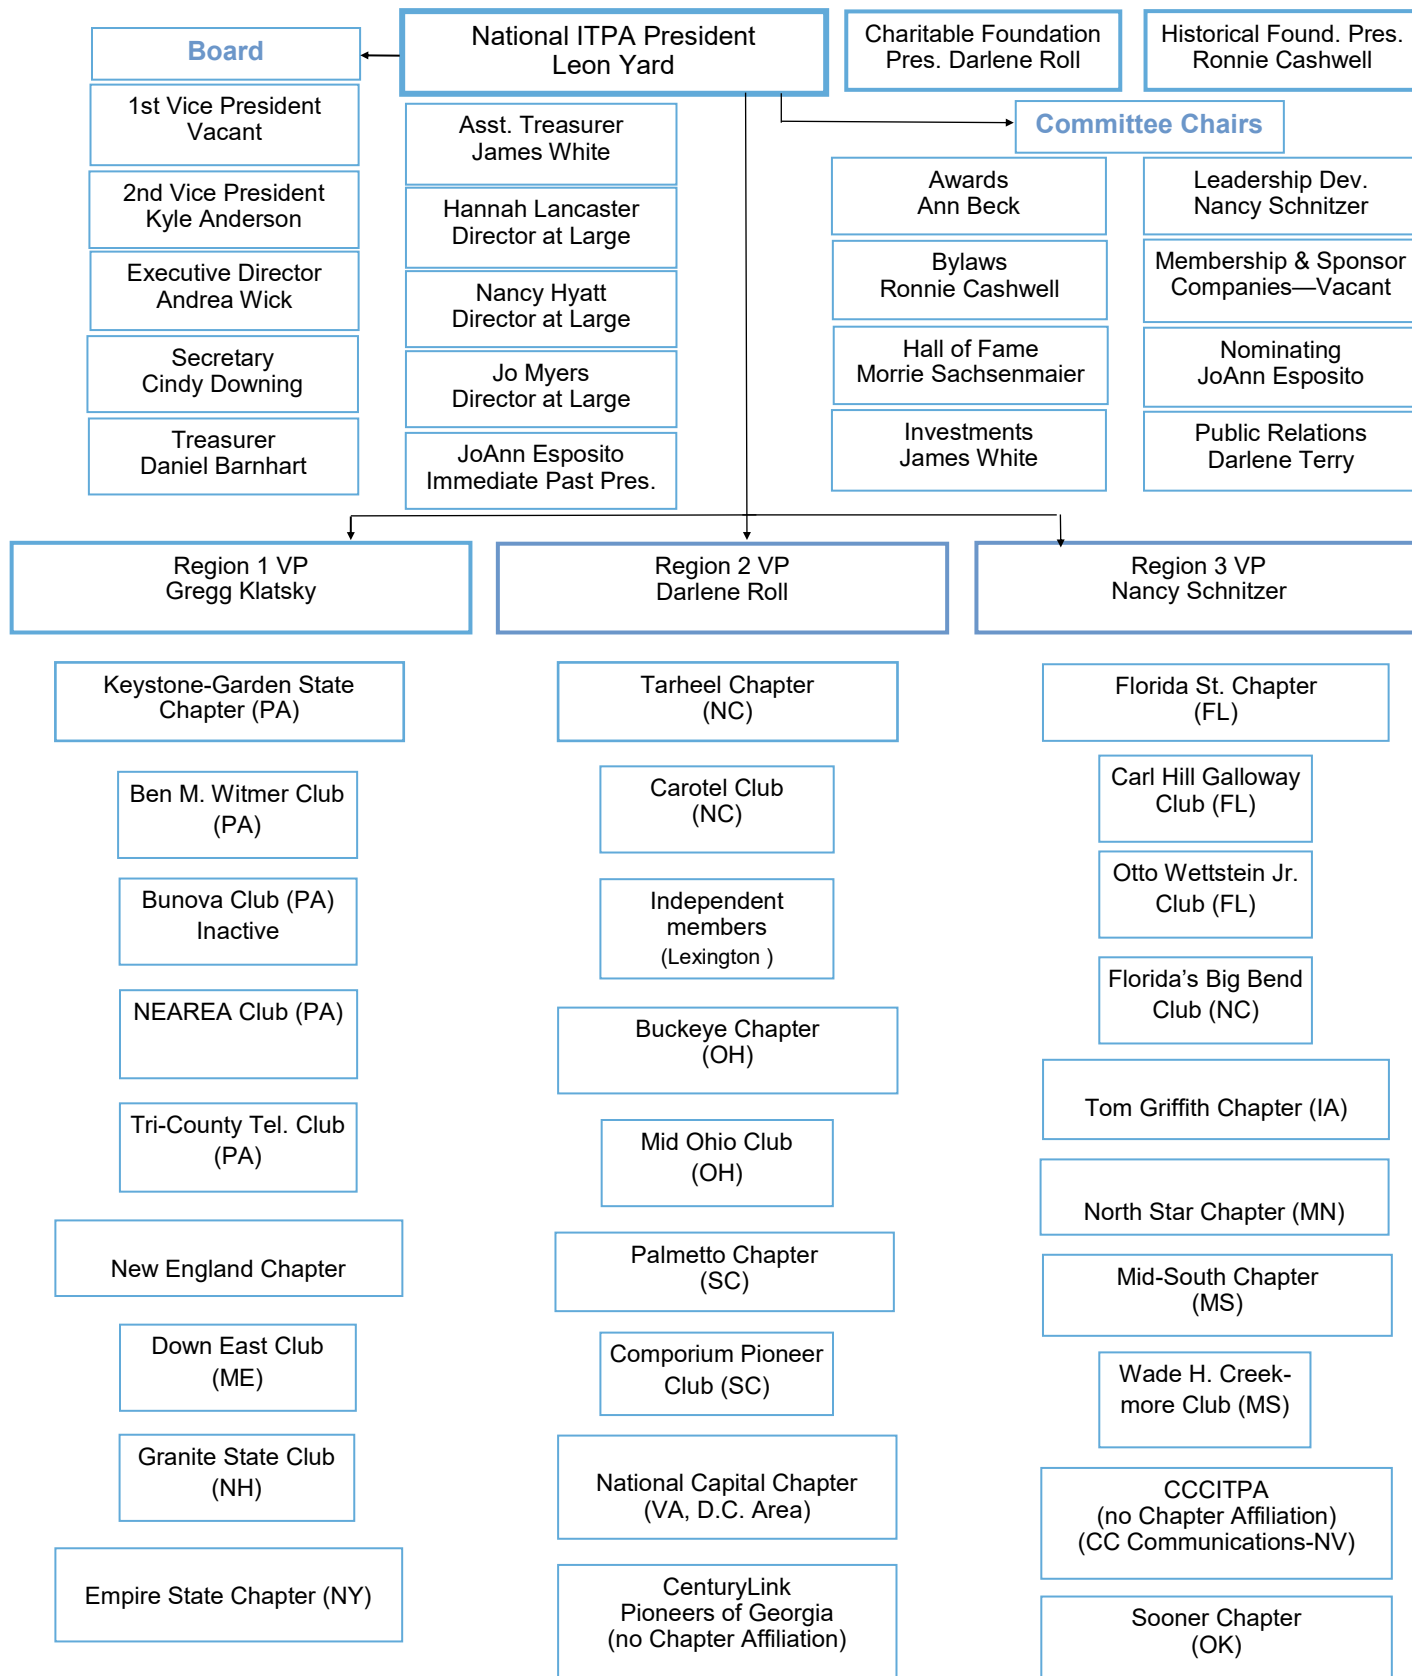 National ITPA President
Leon Yard
Charitable Foundation
Pres. Darlene Roll
Historical Found. Pres.
Ronnie Cashwell
Board
1st Vice President
Vacant
2nd Vice President
Kyle Anderson
Executive Director
Andrea Wick
Secretary
Cindy Downing
Treasurer
Daniel Barnhart
Asst. Treasurer
James White
Hannah Lancaster
Director at Large
Nancy Hyatt
Director at Large
Jo Myers
Director at Large
JoAnn Esposito
Immediate Past Pres.
Committee Chairs
Awards
Ann Beck
Bylaws
Ronnie Cashwell
Hall of Fame
Morrie Sachsenmaier
Investments
James White
Leadership Dev.
Nancy Schnitzer
Membership & Sponsor
Companies—Vacant
Nominating
JoAnn Esposito
Public Relations
Darlene Terry
Region 1 VP
Gregg Klatsky
Keystone-Garden State
Chapter (PA)
Ben M. Witmer Club
(PA)
Bunova Club (PA)
Inactive
NEAREA Club (PA)
Tri-County Tel. Club
(PA)
New England Chapter
Down East Club
(ME)
Granite State Club
(NH)
Empire State Chapter (NY)
Region 2 VP
Darlene Roll
Tarheel Chapter
(NC)
Carotel Club
(NC)
Independent
members
(Lexington )
Buckeye Chapter
(OH)
Mid Ohio Club
(OH)
Palmetto Chapter
(SC)
Comporium Pioneer
Club (SC)
National Capital Chapter
(VA, D.C. Area)
CenturyLink
Pioneers of Georgia
(no Chapter Affiliation)
Region 3 VP
Nancy Schnitzer
Florida St. Chapter
(FL)
Carl Hill Galloway
Club (FL)
Otto Wettstein Jr.
Club (FL)
Florida’s Big Bend
Club (NC)
Tom Griffith Chapter (IA)
North Star Chapter (MN)
Mid-South Chapter
(MS)
Wade H. Creek-
more Club (MS)
CCCITPA
(no Chapter Affiliation)
(CC Communications-NV)
Sooner Chapter
(OK)